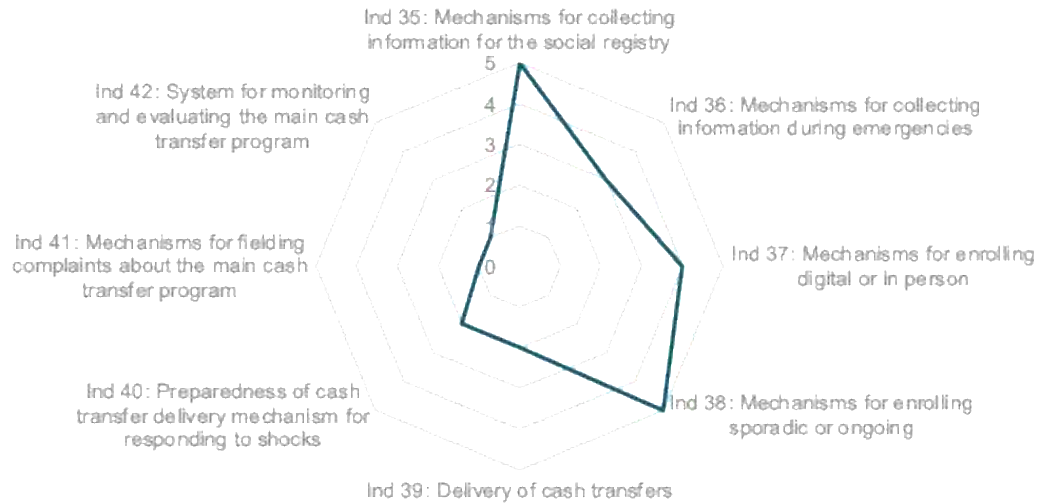 Ind 35: Mechanisms for collecting
information for the social registry
5
4
3
2
1
0
Ind 36: Mechanisms for collecting
information during emergencies
Ind 37: Mechanisms for enrolling
digital or in person
Ind 38: Mechanisms for enrolling
sporadic or ongoing
Ind 39: Delivery of cash transfers
Ind 40: Preparedness of cash
transfer delivery mechanism for
responding to shocks
Ind 41: Mechanisms for fielding
complaints about the main cash
transfer program
Ind 42: System for monitoring
and evaluating the main cash
transfer program